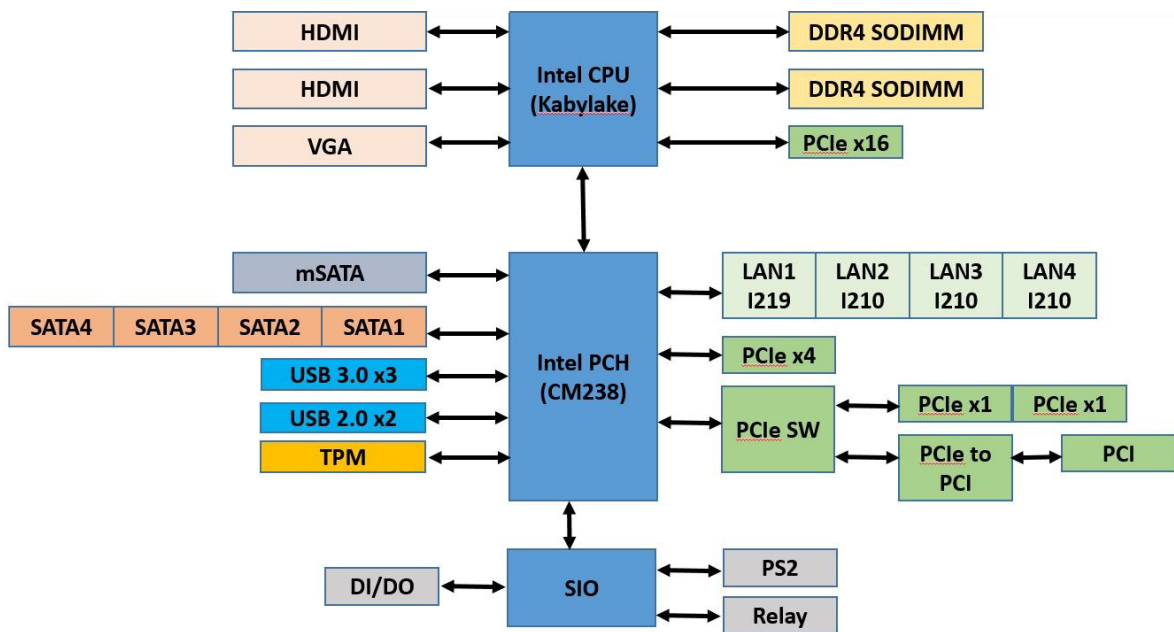 HDMI
HDMI
VGA
Intel CPU
(Kabylake)
DDR4 SODIMM
DDR4 SODIMM
PCIe x16
mSATA
SATA4 SATA3 SATA2 SATA1
USB 3.0 x3
USB 2.0 x2
TPM
Intel PCH
(CM238)
LAN1 LAN2 LAN3 LAN4
I219 I210 I210 I210
PCIe x4
PCIe SW
PCIe x1 PCIe x1
PCIe to
PCI
PCI
DI/DO
SIO
PS2
Relay